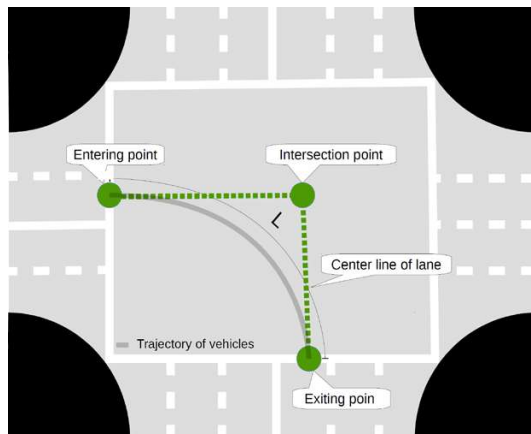 Entering point
Intersection point
L
Center line of lane
Trajectory of vehicles
Exiting poin